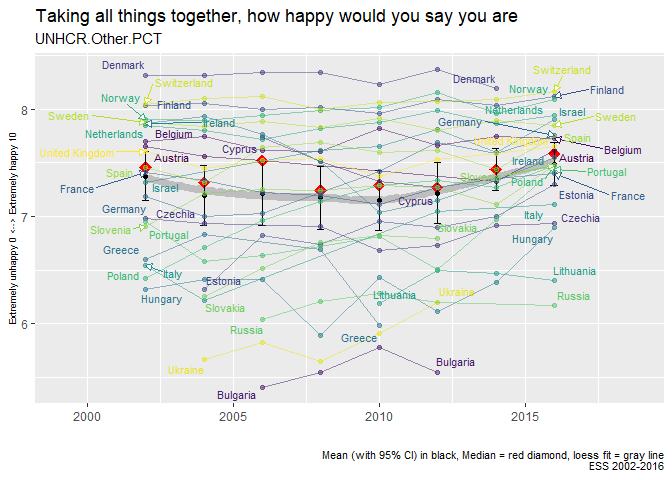 Taking all things together, how happy would you say you are
UNHCR.Other.PCT
Denmark
Switzerland
Norway
Finland
Sweden
Ireland
Netherlands
Belgium
United Kingdom
Austria
Cyprus
Spain
France
Israel
Germany
Czechia
Slovenia
Portugal
Greece
Poland
Italy
Estonia
Hungary
Slovakia
Russia
Ukraine
Bulgaria
Denmark
Switzerland
Norway
Finland
Netherlands
Israel
Germany
Sweden
Spain
United Kingdom
Belgium
Ireland
Austria
Slovenia
Portugal
Poland
Cyprus
Estonia
France
Italy
Czechia
Slovakia
Hungary
Lithuania
Lithuania
Ukraine
Russia
Greece
Bulgaria
8
7
6
Extremely unhappy 0 <-> Extremely happy 10
2000
2005
2010
2015
Mean (with 95% CI) in black, Median = red diamond, loess fit = gray line
ESS 2002-2016